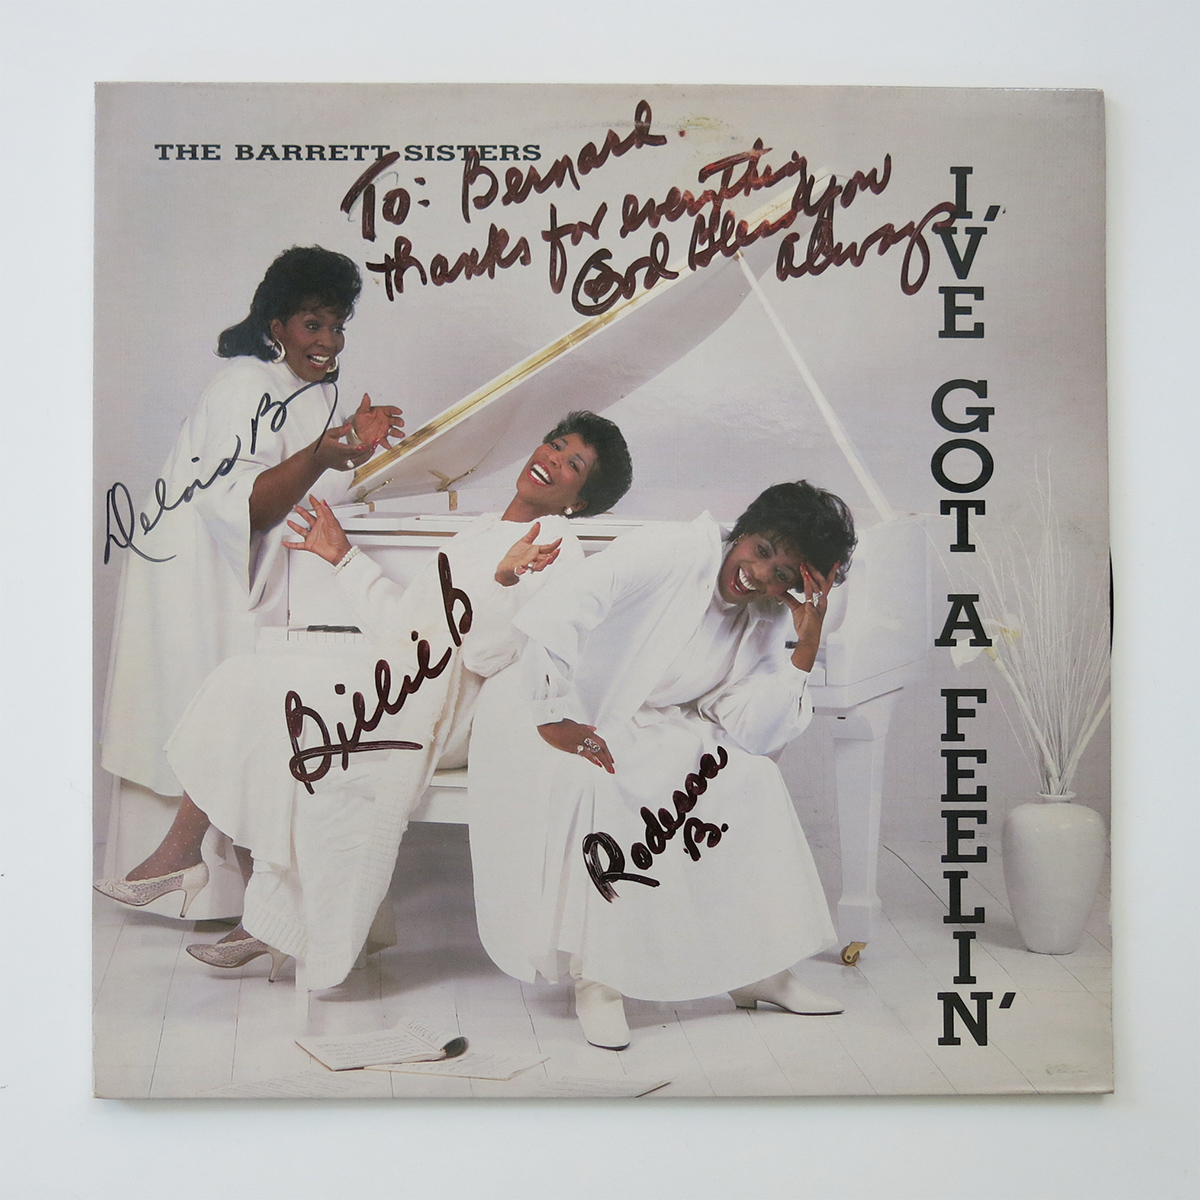 THE BARRETT SISTERS
To: Bernard
thanks for everything
God bless you
always
I'VE GOT A FEELIN'
Delois B
Billie B
Rodessa
B.